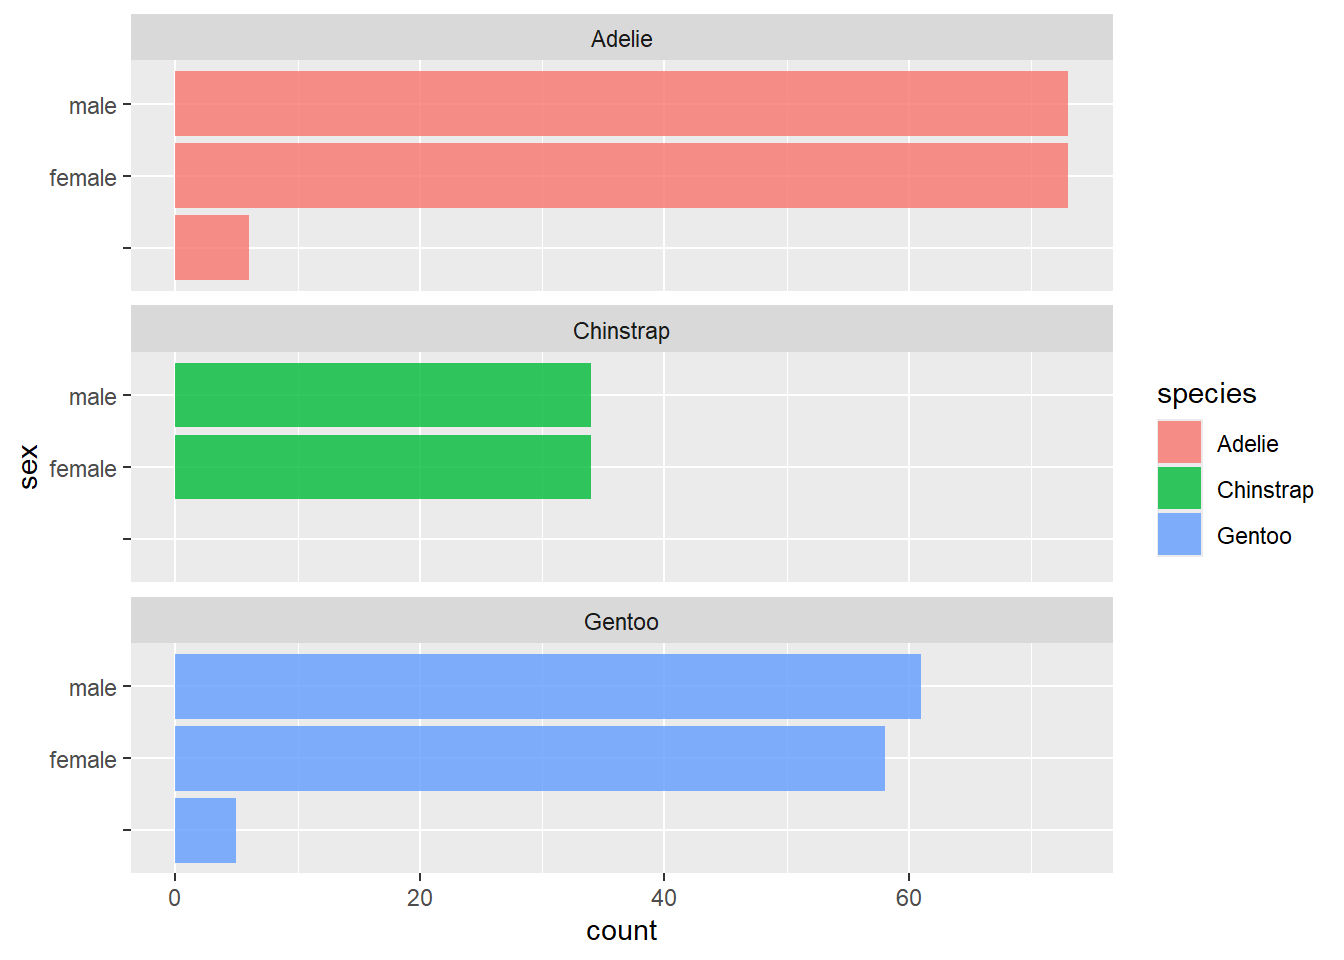 Adelie
male
female
Chinstrap
male
female
Gentoo
male
female
sex
0 20 40 60
count
species
Adelie
Chinstrap
Gentoo